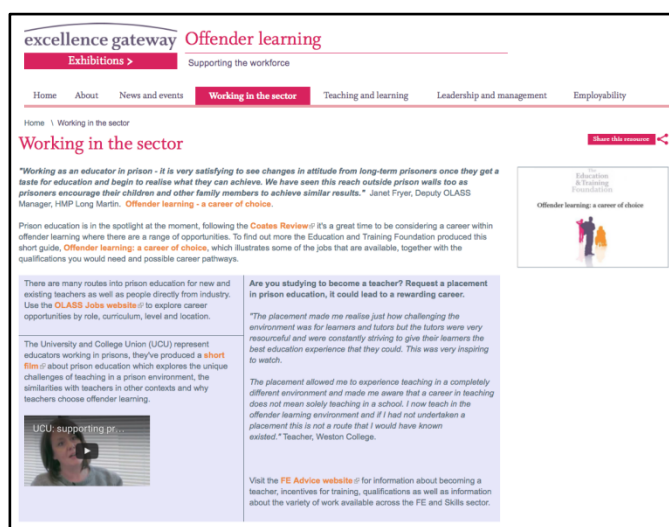 excellence gateway
Offender learning
Exhibitions >
Supporting the workforce
Home About News and events Working in the sector Teaching and learning Leadership and management Employability
Home \ Working in the sector
Share this resource
Working in the sector
"Working as an educator in prison - it is very satisfying to see changes in attitude from long-term prisoners once they get a
taste for education and begin to realise what they can achieve. We have seen this reach outside prison walls too as
prisoners encourage their children and other family members to achieve similar results." Janet Fryer, Deputy OLASS
Manager, HMP Long Martin. Offender learning - a career of choice.
Prison education is in the spotlight at the moment, following the Coates Review it's a great time to be considering a career within
offender learning where there are a range of opportunities. To find out more the Education and Training Foundation produced this
short guide, Offender learning: a career of choice, which illustrates some of the jobs that are available, together with the
qualifications you would need and possible career pathways.
The
Education
& Training
Foundation
Offender learning: a career of choice
There are many routes into prison education for new and
existing teachers as well as people directly from industry.
Use the OLASS Jobs website to explore career
opportunities by role, curriculum, level and location.
The University and College Union (UCU) represent
educators working in prisons, they've produced a short
film about prison education which explores the unique
challenges of teaching in a prison environment, the
similarities with teachers in other contexts and why
teachers choose offender learning.
UCU: supporting pr...
Are you studying to become a teacher? Request a placement
in prison education, it could lead to a rewarding career.
"The placement made me realise just how challenging the
environment was for learners and tutors but the tutors were very
resourceful and were constantly striving to give their learners the
best education experience that they could. This was very inspiring
to watch.
The placement allowed me to experience teaching in a completely
different environment and made me aware that a career in teaching
does not mean solely teaching in a school. I now teach in the
offender learning environment and if I had not undertaken a
placement this is not a route that I would have known
existed." Teacher, Weston College.
Visit the FE Advice website for information about becoming a
teacher, incentives for training, qualifications as well as information
about the variety of work available across the FE and Skills sector.